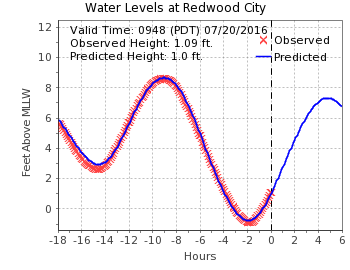 Water Levels at Redwood City
Valid Time: 0948 (PDT) 07/20/2016
Observed Height: 1.09 ft.
Predicted Height: 1.0 ft.
Observed
Predicted
Feet Above MLLW
12
10
8
6
4
2
0
-18 -16 -14 -12 -10 -8 -6 -4 -2 0 2 4 6
Hours